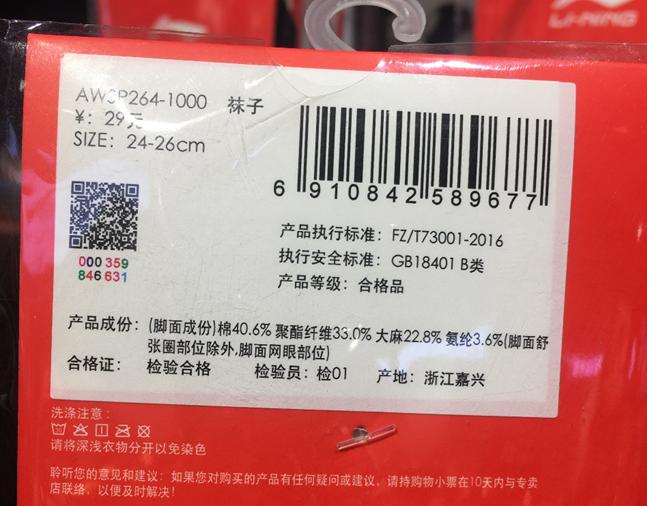 LI-NING
AWSP264-1000 袜子
¥: 29元
SIZE: 24-26cm
6 910842 589677
000 359
846 631
产品执行标准: FZ/T73001-2016
执行安全标准: GB18401 B类
产品等级: 合格品
产品成份: (脚面成份)棉40.6% 聚酯纤维33.0% 大麻22.8% 氨纶3.6%(脚面舒
张圈部位除外,脚面网眼部位)
合格证: 检验合格 检验员: 检01 产地: 浙江嘉兴
洗涤注意:
请将深浅衣物分开以免染色
聆听您的意见和建议: 如果您对购买的产品有任何疑问或建议, 请持购物小票在10天内与专卖
店联络, 以便及时解决!